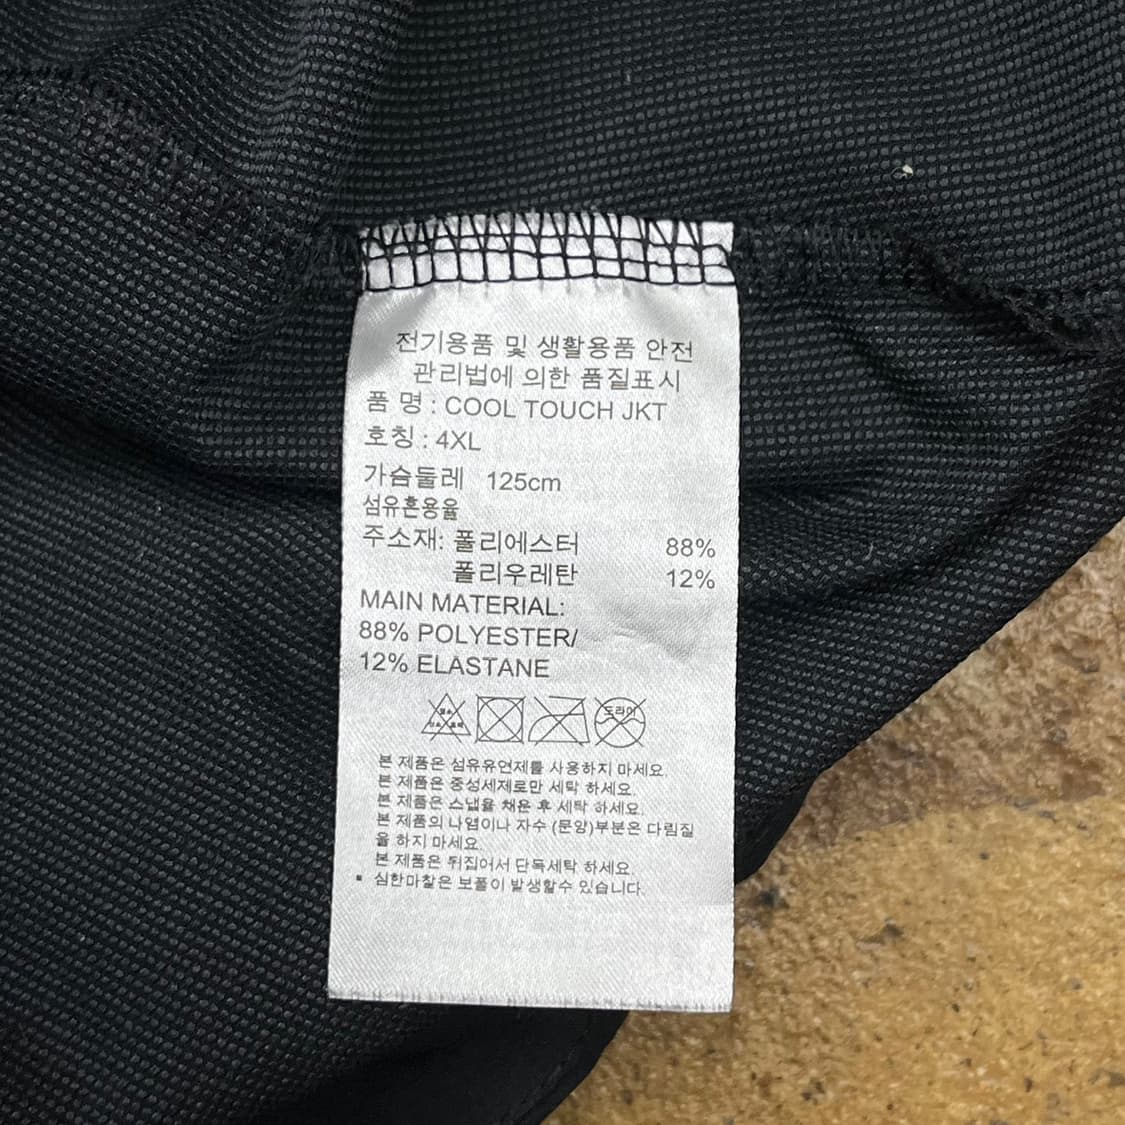 전기용품 및 생활용품 안전
관리법에 의한 품질표시
품 명 : COOL TOUCH JKT
호칭 : 4XL
가슴둘레 125cm
섬유혼용율
주소재: 폴리에스터 88%
폴리우레탄 12%
MAIN MATERIAL:
88% POLYESTER/
12% ELASTANE
염소
산소 표백
드라이
본 제품은 섬유유연제를 사용하지 마세요.
본 제품은 중성세제로만 세탁 하세요.
본 제품은 스냅을 채운 후 세탁 하세요.
본 제품의 나염이나 자수 (문양)부분은 다림질
을 하지 마세요.
본 제품은 뒤집어서 단독세탁 하세요.
▪ 심한마찰은 보풀이 발생할수 있습니다.